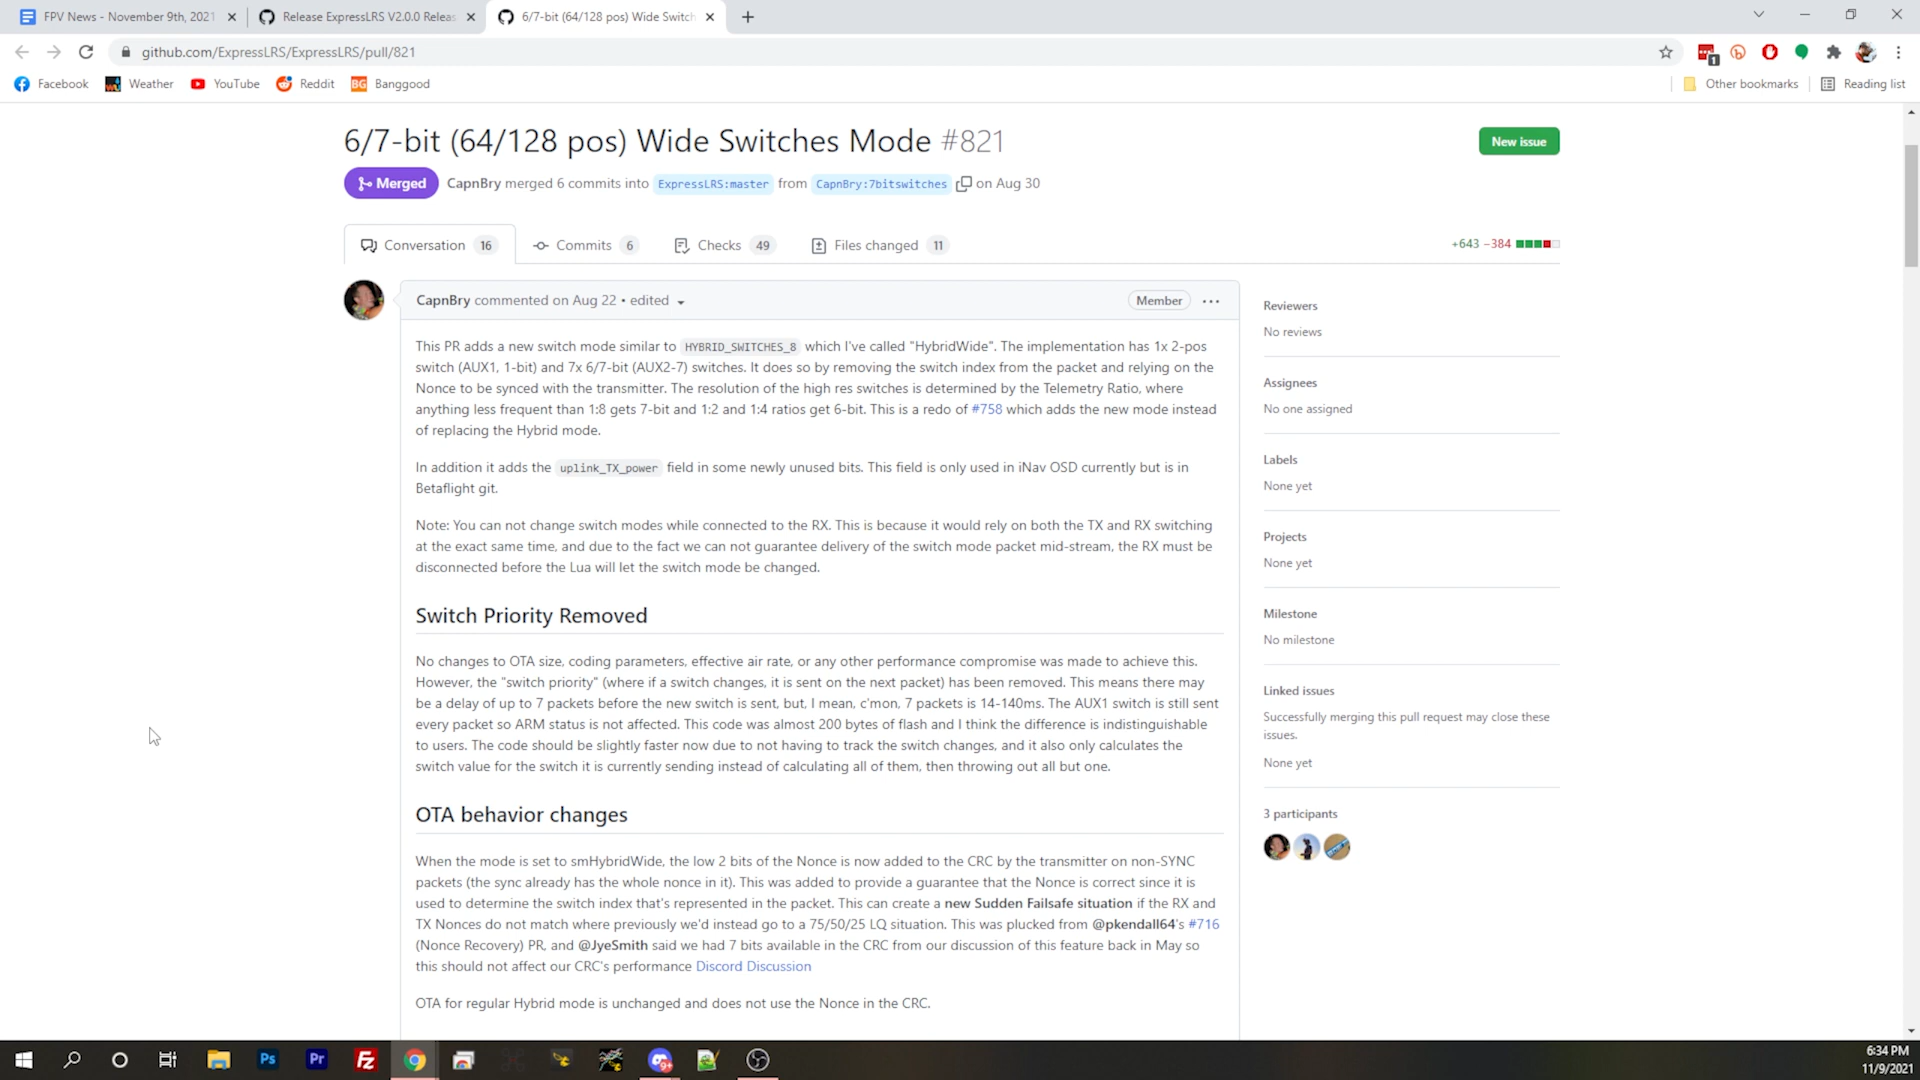 FPV News - November 9th, 2021
Release ExpressLRS V2.0.0 Releas
6/7-bit (64/128 pos) Wide Switch
github.com/ExpressLRS/ExpressLRS/pull/821
1
Facebook
Weather
YouTube
Reddit
BG Banggood
Other bookmarks
Reading list
6/7-bit (64/128 pos) Wide Switches Mode #821
New issue
Merged
CapnBry merged 6 commits into ExpressLRS:master from CapnBry:7bitswitches on Aug 30
Conversation 16
Commits 6
Checks 49
Files changed 11
+643 −384
CapnBry commented on Aug 22 • edited
Member
This PR adds a new switch mode similar to HYBRID_SWITCHES_8 which I've called "HybridWide". The implementation has 1x 2-pos
switch (AUX1, 1-bit) and 7x 6/7-bit (AUX2-7) switches. It does so by removing the switch index from the packet and relying on the
Nonce to be synced with the transmitter. The resolution of the high res switches is determined by the Telemetry Ratio, where
anything less frequent than 1:8 gets 7-bit and 1:2 and 1:4 ratios get 6-bit. This is a redo of #758 which adds the new mode instead
of replacing the Hybrid mode.
In addition it adds the uplink_TX_power field in some newly unused bits. This field is only used in iNav OSD currently but is in
Betaflight git.
Note: You can not change switch modes while connected to the RX. This is because it would rely on both the TX and RX switching
at the exact same time, and due to the fact we can not guarantee delivery of the switch mode packet mid-stream, the RX must be
disconnected before the Lua will let the switch mode be changed.
Switch Priority Removed
No changes to OTA size, coding parameters, effective air rate, or any other performance compromise was made to achieve this.
However, the "switch priority" (where if a switch changes, it is sent on the next packet) has been removed. This means there may
be a delay of up to 7 packets before the new switch is sent, but, I mean, c'mon, 7 packets is 14-140ms. The AUX1 switch is still sent
every packet so ARM status is not affected. This code was almost 200 bytes of flash and I think the difference is indistinguishable
to users. The code should be slightly faster now due to not having to track the switch changes, and it also only calculates the
switch value for the switch it is currently sending instead of calculating all of them, then throwing out all but one.
OTA behavior changes
When the mode is set to smHybridWide, the low 2 bits of the Nonce is now added to the CRC by the transmitter on non-SYNC
packets (the sync already has the whole nonce in it). This was added to provide a guarantee that the Nonce is correct since it is
used to determine the switch index that's represented in the packet. This can create a new Sudden Failsafe situation if the RX and
TX Nonces do not match where previously we'd instead go to a 75/50/25 LQ situation. This was plucked from @pkendall64's #716
(Nonce Recovery) PR, and @JyeSmith said we had 7 bits available in the CRC from our discussion of this feature back in May so
this should not affect our CRC's performance Discord Discussion
OTA for regular Hybrid mode is unchanged and does not use the Nonce in the CRC.
Reviewers
No reviews
Assignees
No one assigned
Labels
None yet
Projects
None yet
Milestone
No milestone
Linked issues
Successfully merging this pull request may close these
issues.
None yet
3 participants
Ps
Pr
Fz
9+
6:34 PM
11/9/2021